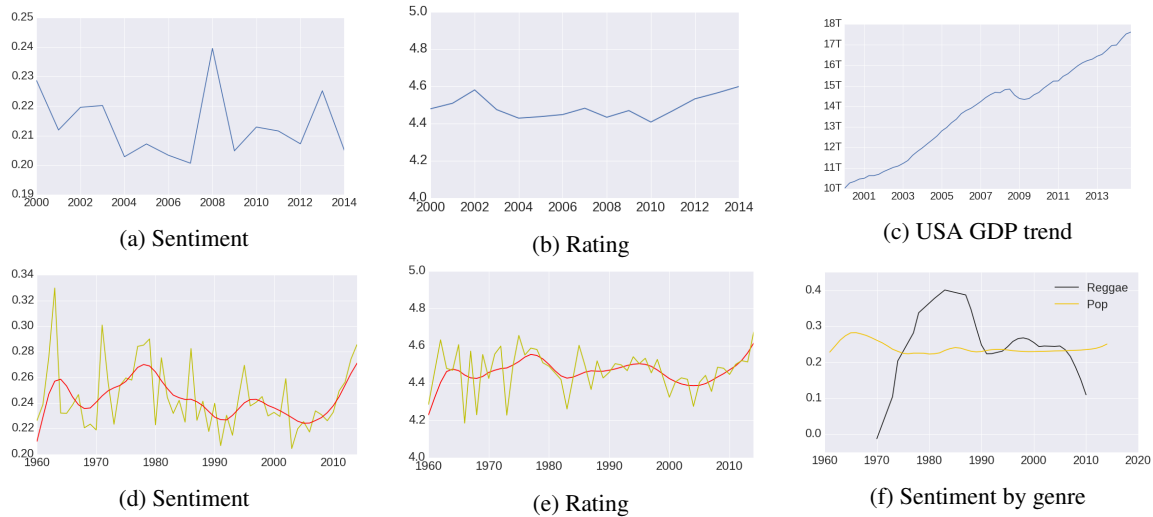 0.25
0.24
0.23
0.22
0.21
0.20
0.19
2000 2002 2004 2006 2008 2010 2012 2014
(a) Sentiment
5.0
4.8
4.6
4.4
4.2
4.0
2000 2002 2004 2006 2008 2010 2012 2014
(b) Rating
18T
17T
16T
15T
14T
13T
12T
11T
10T
2001 2003 2005 2007 2009 2011 2013
(c) USA GDP trend
0.34
0.32
0.30
0.28
0.26
0.24
0.22
0.20
1960 1970 1980 1990 2000 2010
(d) Sentiment
5.0
4.8
4.6
4.4
4.2
4.0
1960 1970 1980 1990 2000 2010
(e) Rating
Reggae
Pop
0.4
0.3
0.2
0.1
0.0
1960 1970 1980 1990 2000 2010 2020
(f) Sentiment by genre